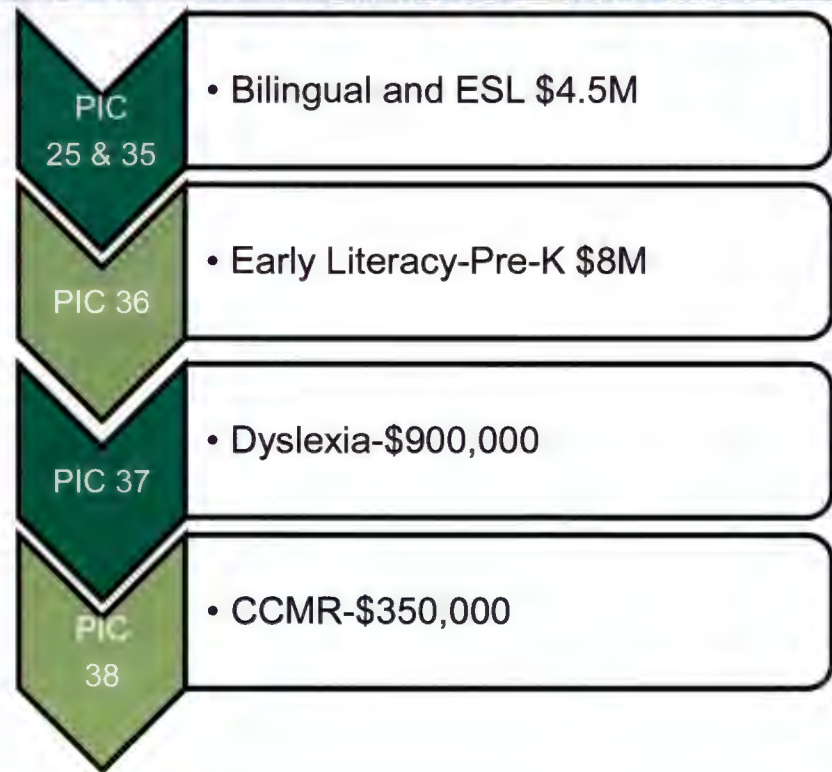 PIC
25 & 35
• Bilingual and ESL $4.5M
PIC 36
• Early Literacy-Pre-K $8M
PIC 37
• Dyslexia-$900,000
PIC
38
• CCMR-$350,000